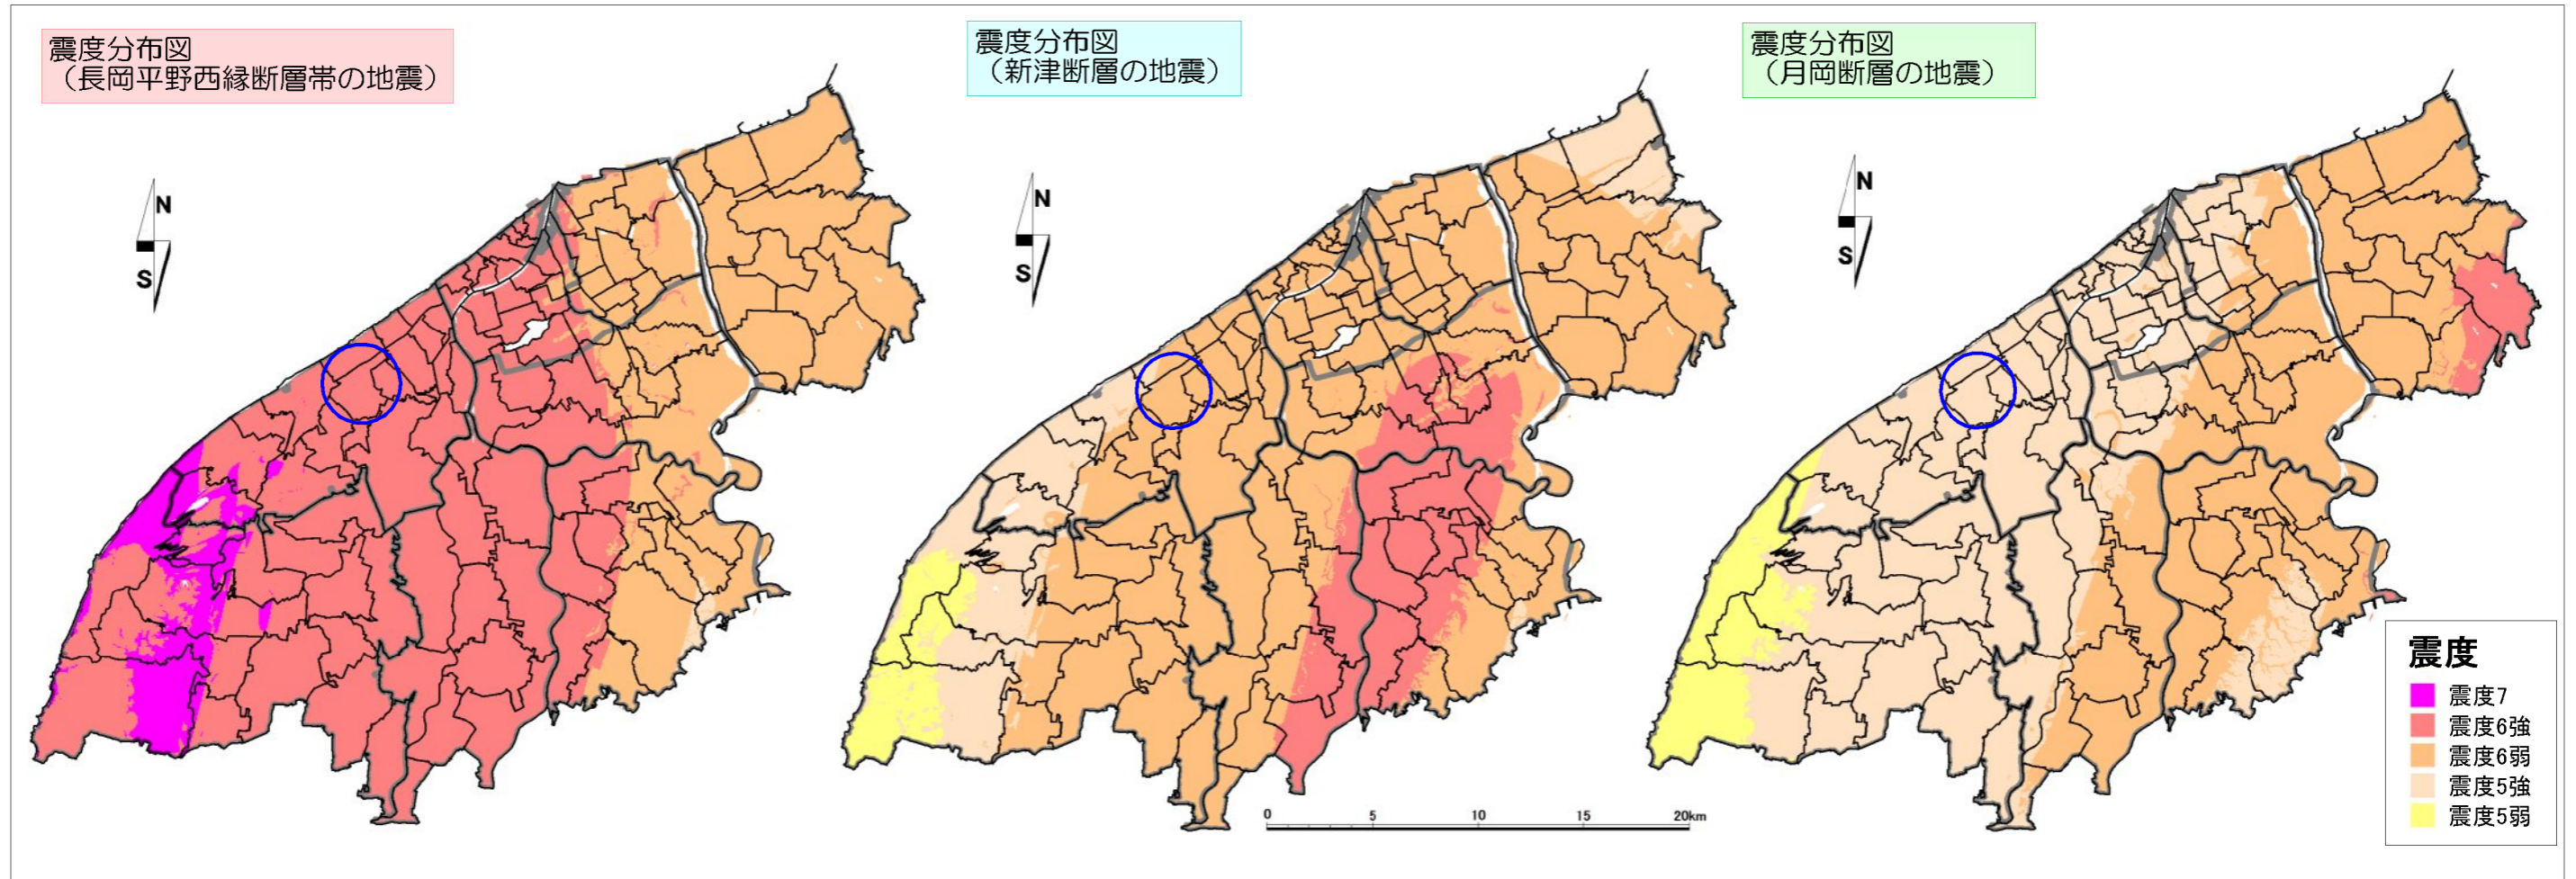 震度分布図
（長岡平野西縁断層帯の地震）
震度分布図
（新津断層の地震）
震度分布図
（月岡断層の地震）
N
S
N
S
N
S
0 5 10 15 20km
震度
震度7
震度6強
震度6弱
震度5強
震度5弱